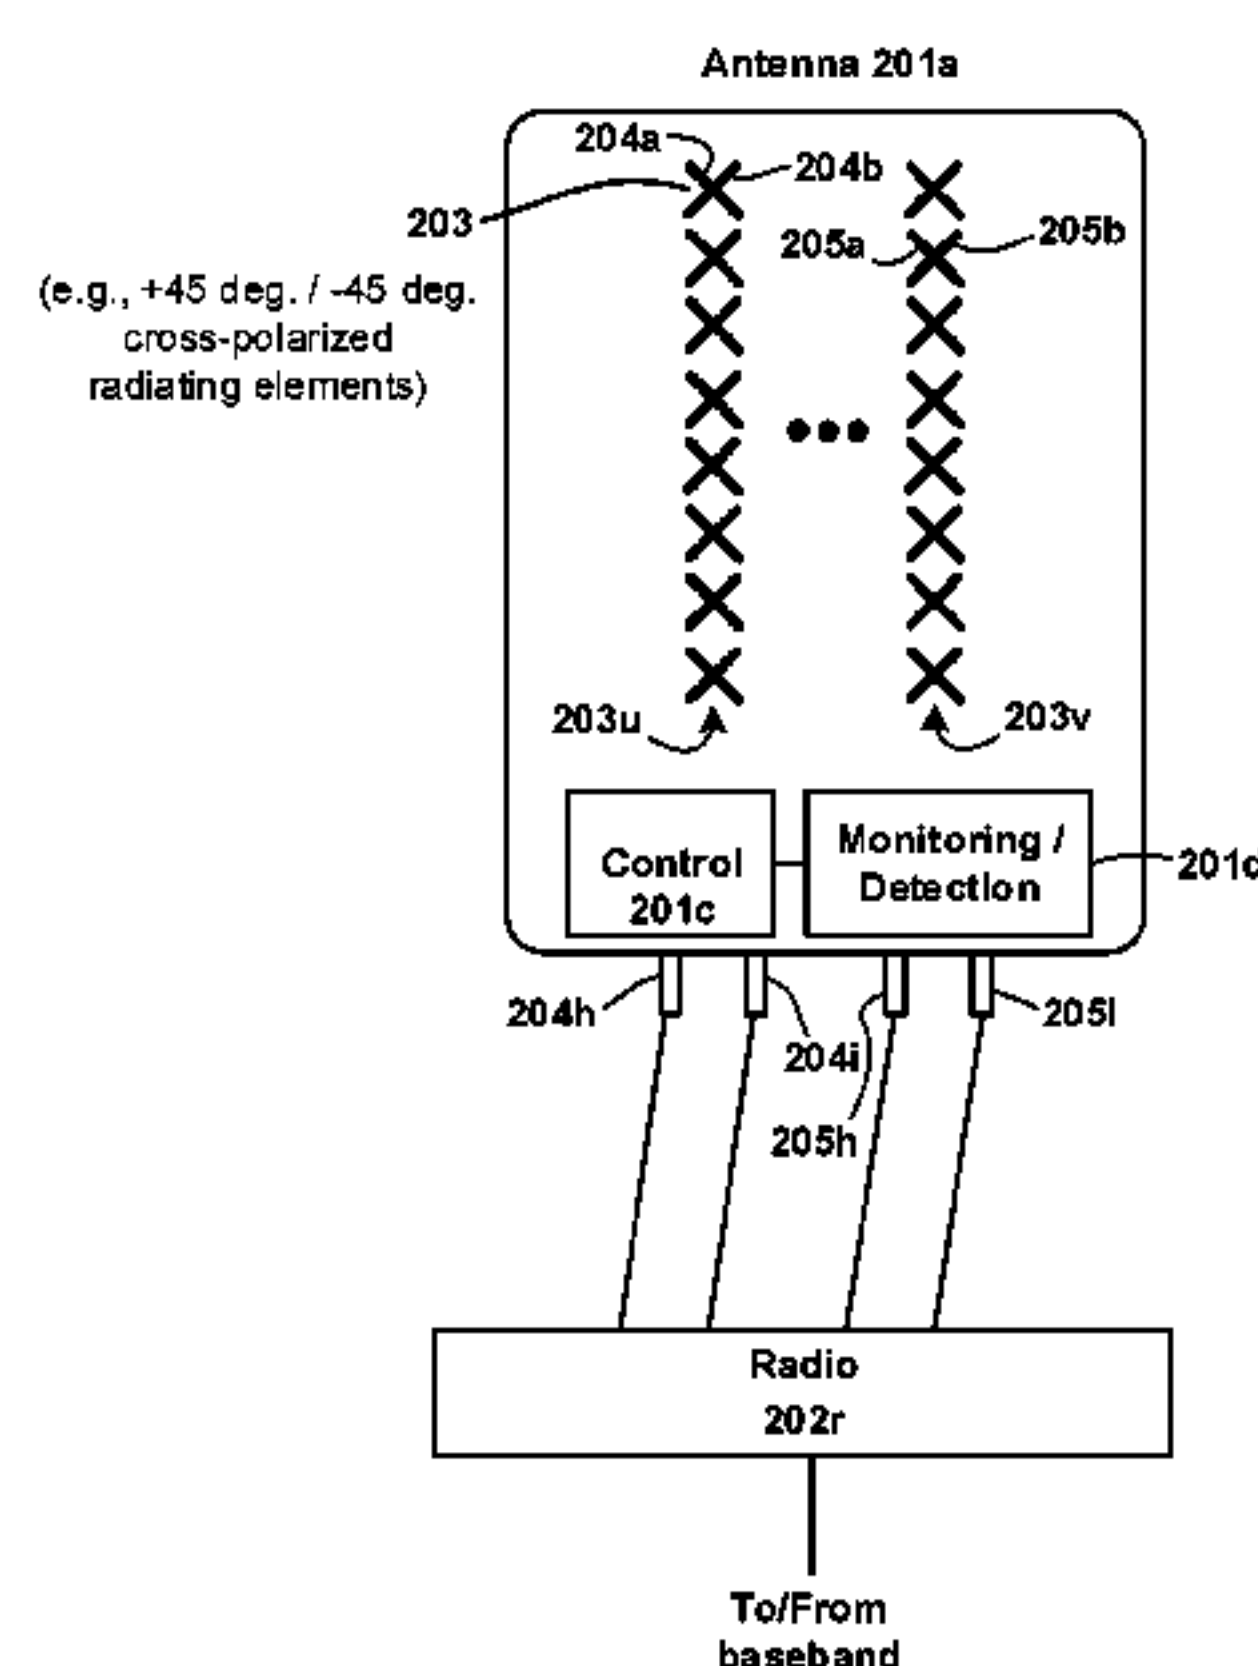 Antenna 201a
204a
204b
203
205a
205b
(e.g., +45 deg. / -45 deg.
cross-polarized
radiating elements)
203u
203v
Control
201c
Monitoring /
Detection
204h
204i
205h
205l
Radio
202r
To/From
baseband